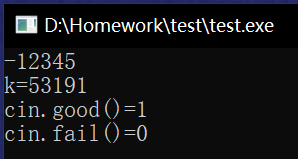 D:\Homework\test\test.exe
-12345
k=53191
cin.good()=1
cin.fail()=0